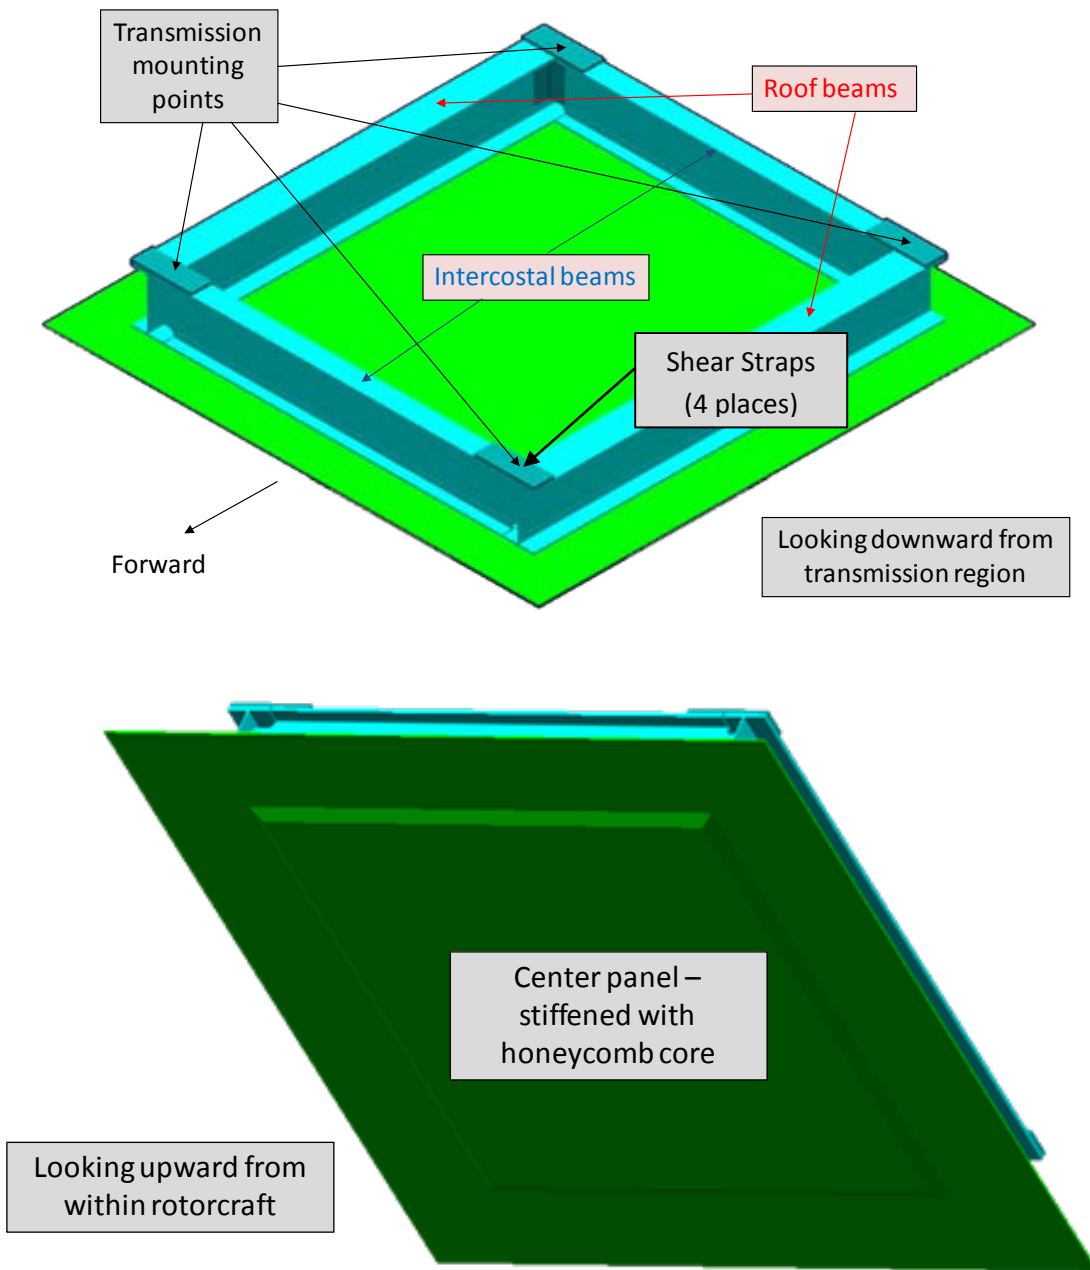 Transmission
mounting
points
Roof beams
Intercostal beams
Shear Straps
(4 places)
Forward
Looking downward from
transmission region
Center panel –
stiffened with
honeycomb core
Looking upward from
within rotorcraft